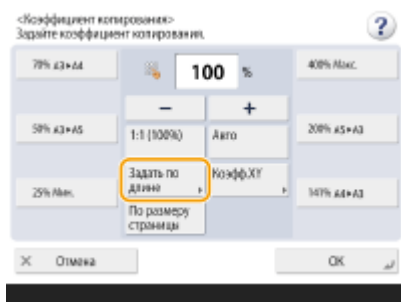 <Коэффициент копирования>
Задайте коэффициент копирования.
?
70% A3►A4
100 %
400% Макс.
−
+
50% A3►A5
1:1 (100%)
Авто
200% A5►A3
Задать по
длине
Коэфф.XY
25% Мин.
141% A4►A3
По размеру
страницы
× Отмена
OK